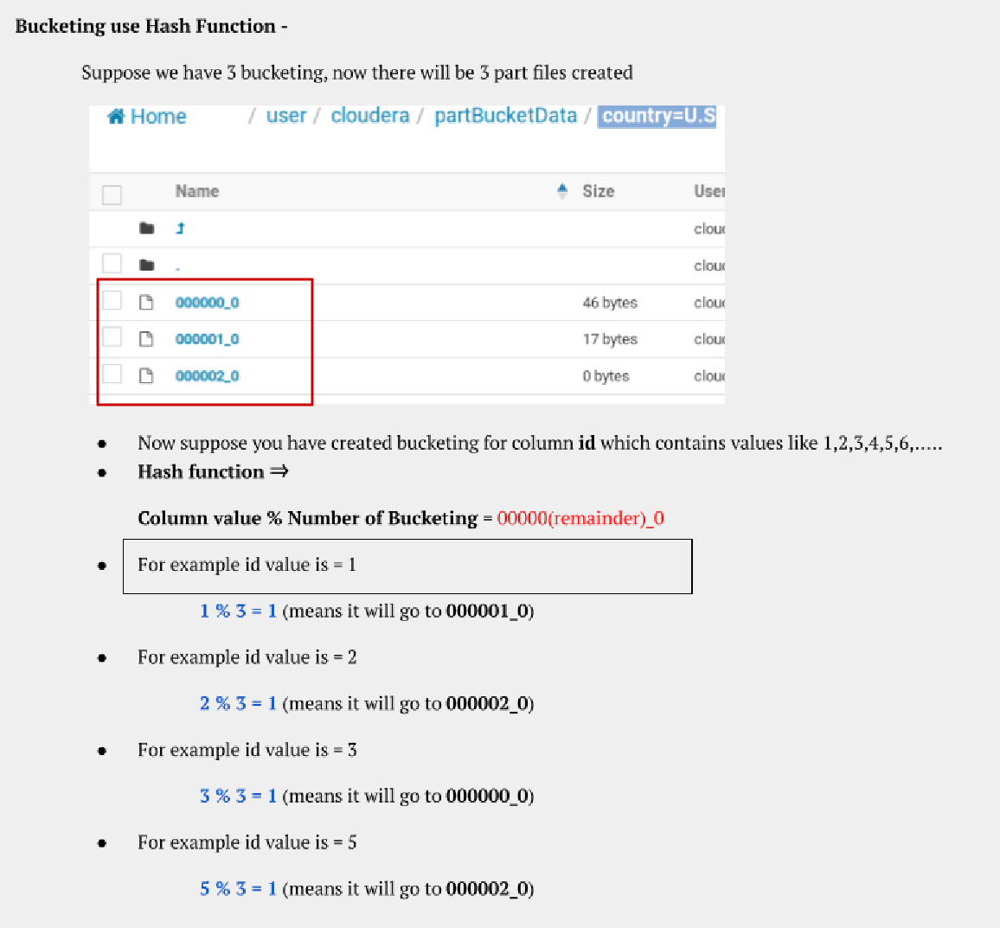 Bucketing use Hash Function -
Suppose we have 3 bucketing, now there will be 3 part files created
Home / user / cloudera / partBucketData / country=U.S
Name Size User
clou
. clou
000000_0 46 bytes clou
000001_0 17 bytes clou
000002_0 0 bytes clou
● Now suppose you have created bucketing for column id which contains values like 1,2,3,4,5,6,.....
● Hash function ⇒
Column value % Number of Bucketing = 00000(remainder)_0
● For example id value is = 1
1 % 3 = 1 (means it will go to 000001_0)
● For example id value is = 2
2 % 3 = 1 (means it will go to 000002_0)
● For example id value is = 3
3 % 3 = 1 (means it will go to 000000_0)
● For example id value is = 5
5 % 3 = 1 (means it will go to 000002_0)